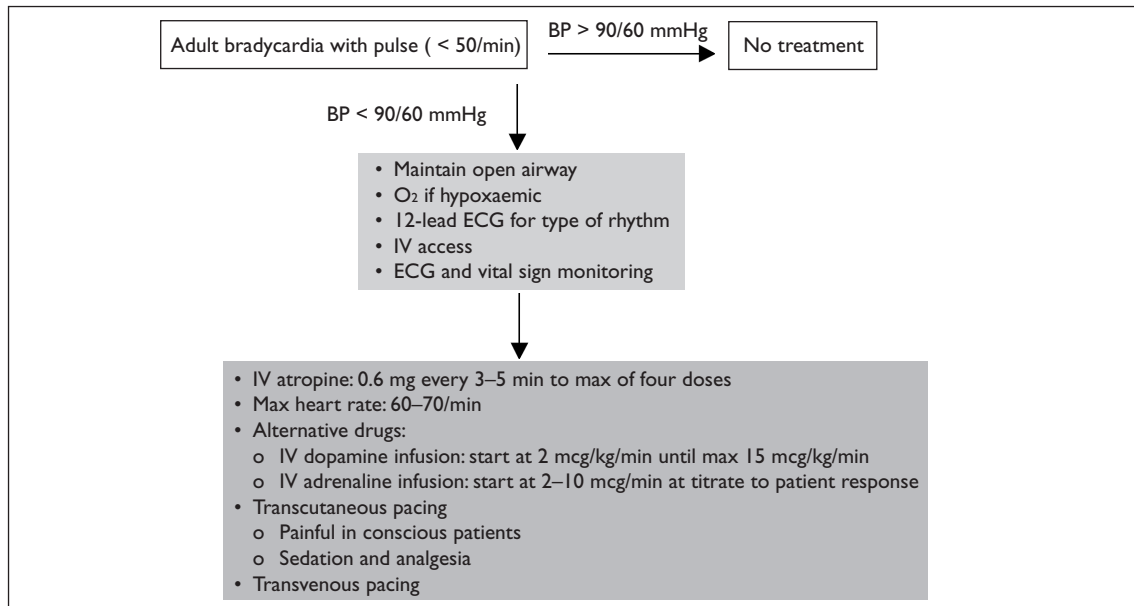 Adult bradycardia with pulse ( < 50/min)
BP > 90/60 mmHg
No treatment
BP < 90/60 mmHg
• Maintain open airway
• O₂ if hypoxaemic
• 12-lead ECG for type of rhythm
• IV access
• ECG and vital sign monitoring
• IV atropine: 0.6 mg every 3–5 min to max of four doses
• Max heart rate: 60–70/min
• Alternative drugs:
o IV dopamine infusion: start at 2 mcg/kg/min until max 15 mcg/kg/min
o IV adrenaline infusion: start at 2–10 mcg/min at titrate to patient response
• Transcutaneous pacing
o Painful in conscious patients
o Sedation and analgesia
• Transvenous pacing